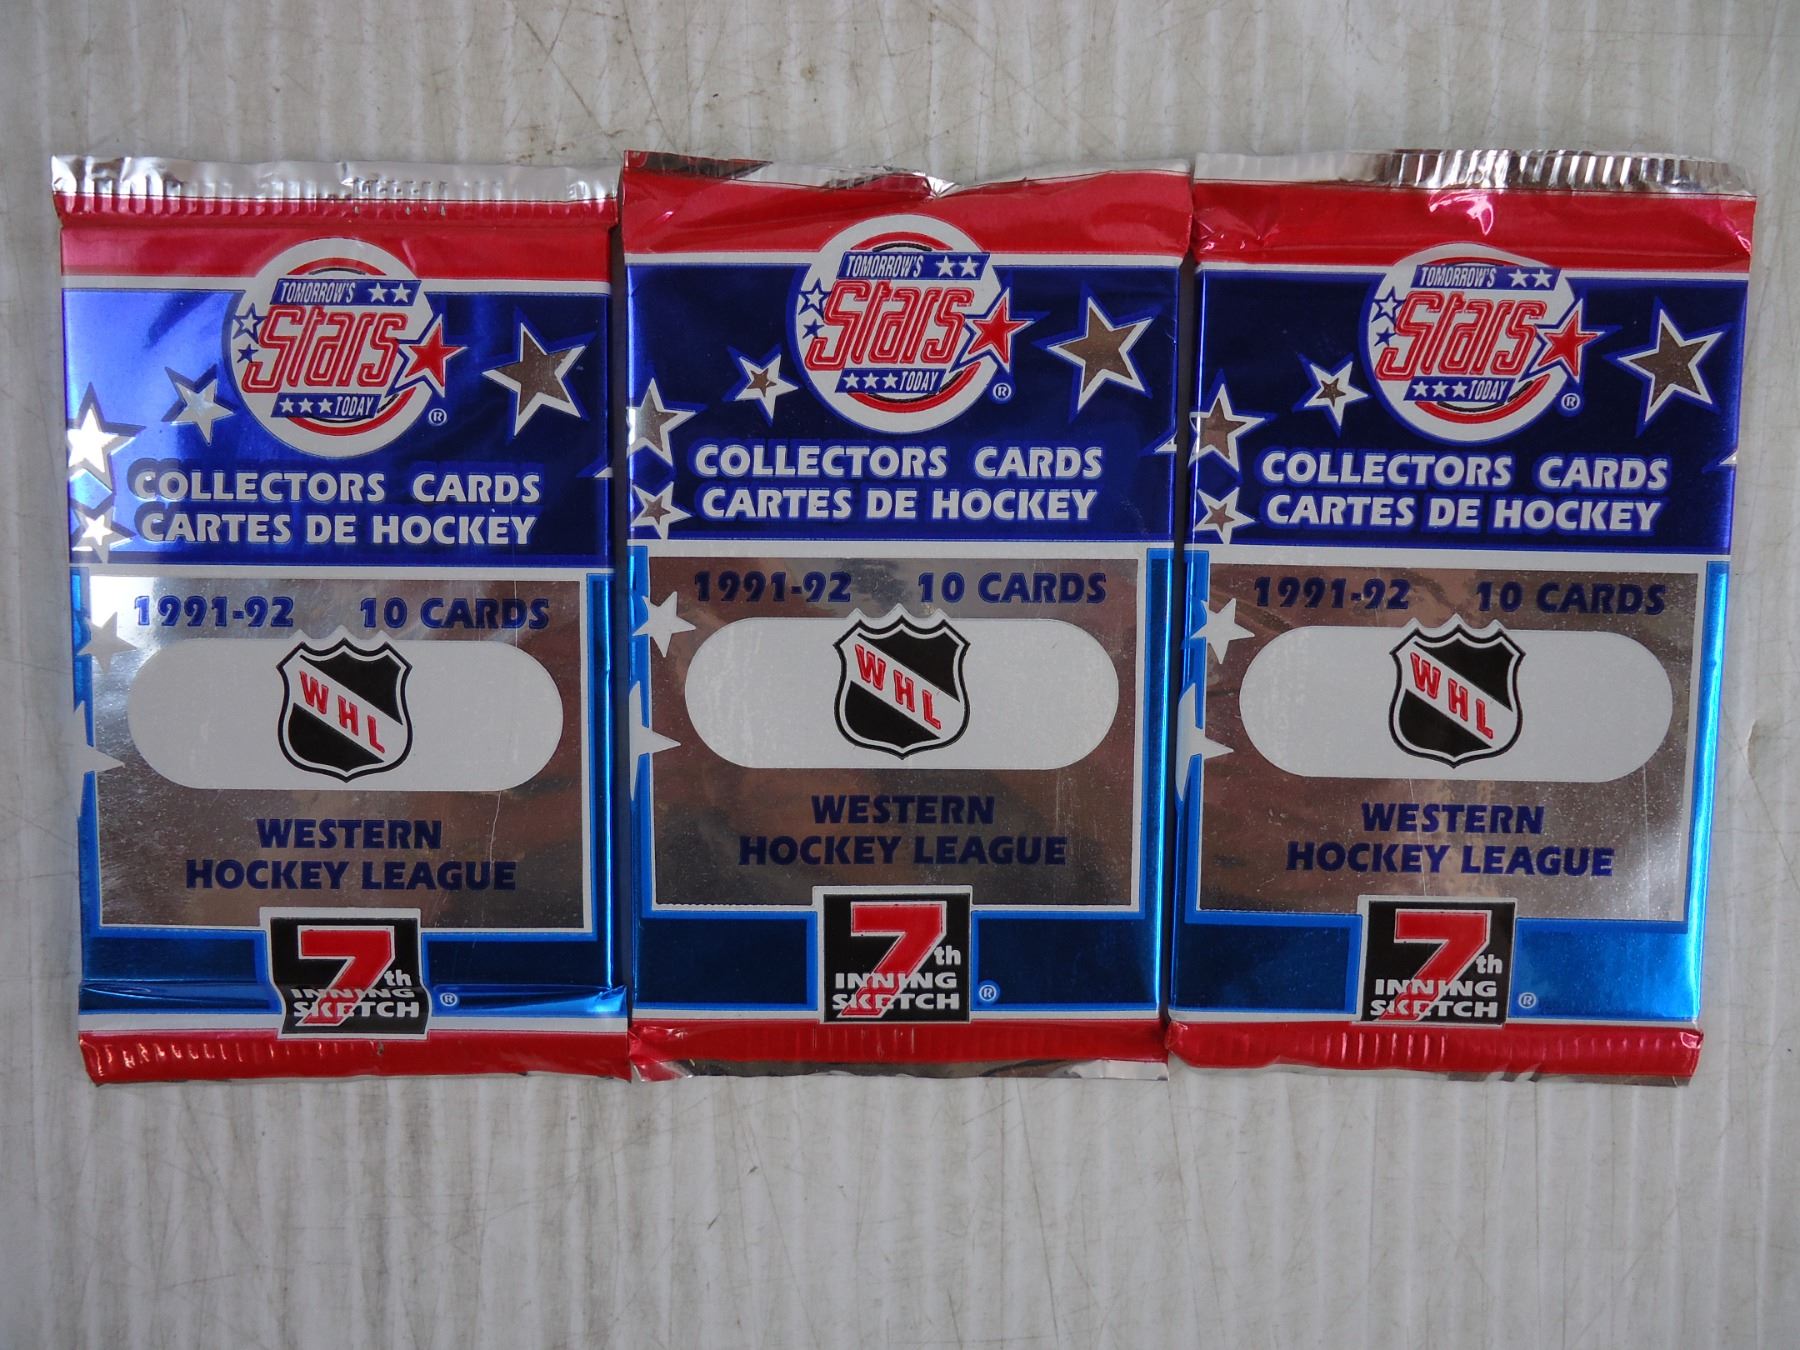 TOMORROW'S
Stars
TODAY
®
COLLECTORS CARDS
CARTES DE HOCKEY
1991-92 10 CARDS
WHL
WESTERN
HOCKEY LEAGUE
7th
INNING
SKETCH
®
TOMORROW'S
Stars
TODAY
®
COLLECTORS CARDS
CARTES DE HOCKEY
1991-92 10 CARDS
WHL
WESTERN
HOCKEY LEAGUE
7th
INNING
SKETCH
®
TOMORROW'S
Stars
TODAY
®
COLLECTORS CARDS
CARTES DE HOCKEY
1991-92 10 CARDS
WHL
WESTERN
HOCKEY LEAGUE
7th
INNING
SKETCH
®